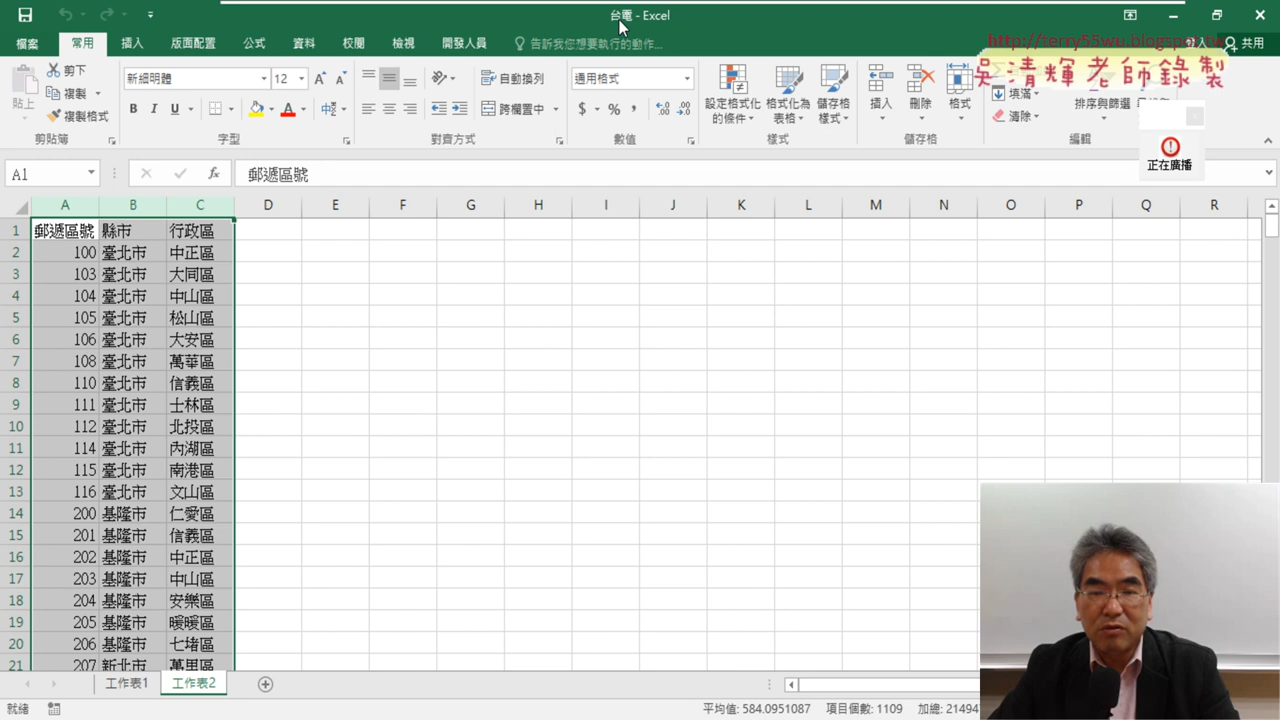 台電 - Excel
檔案 常用 插入 版面配置 公式 資料 校閱 檢視 開發人員 告訴我您想要執行的動作... 共用
http://terry55wu.blogspot.tw
吳清輝老師錄製
貼上 剪下 複製 複製格式 剪貼簿
新細明體 12 B I U 字型
自動換列 跨欄置中 對齊方式
通用格式 $ % 數值
設定格式化的條件 格式化為表格 儲存格樣式 樣式
插入 刪除 格式 儲存格
填滿 清除 排序與篩選 編輯
正在廣播
A1 fx 郵遞區號
A B C D E F G H I J K L M N O P Q R
1 郵遞區號 縣市 行政區
2 100 臺北市 中正區
3 103 臺北市 大同區
4 104 臺北市 中山區
5 105 臺北市 松山區
6 106 臺北市 大安區
7 108 臺北市 萬華區
8 110 臺北市 信義區
9 111 臺北市 士林區
10 112 臺北市 北投區
11 114 臺北市 內湖區
12 115 臺北市 南港區
13 116 臺北市 文山區
14 200 基隆市 仁愛區
15 201 基隆市 信義區
16 202 基隆市 中正區
17 203 基隆市 中山區
18 204 基隆市 安樂區
19 205 基隆市 暖暖區
20 206 基隆市 七堵區
21 207 新北市 萬里區
工作表1 工作表2
就緒 平均值: 584.0951087 項目個數: 1109 加總: 21494